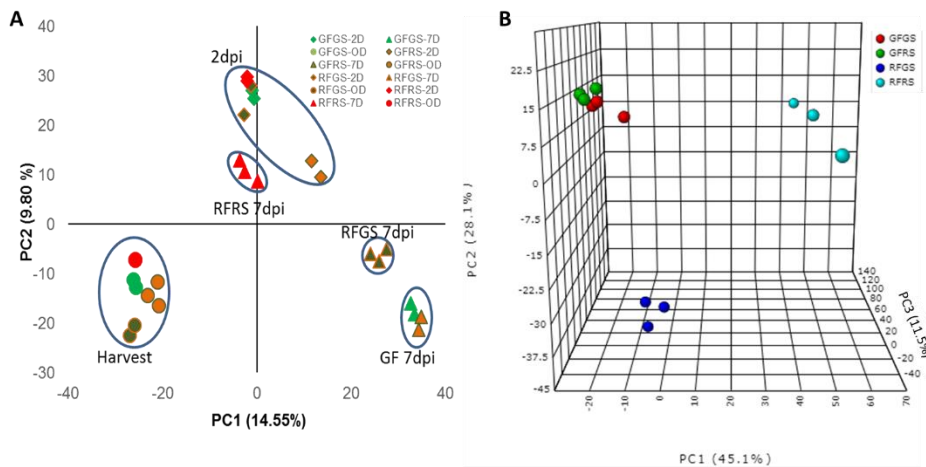 A
40
30
20
10
0
-10
-20
-30
-40
-20
0
20
40
PC2 (9.80 %)
PC1 (14.55%)
2dpi
GFGS-2D GFGS-7D
GFGS-OD GFRS-2D
GFRS-7D GFRS-OD
RFGS-2D RFGS-7D
RFGS-OD RFRS-2D
RFRS-7D RFRS-OD
RFRS 7dpi
RFGS 7dpi
Harvest
GF 7dpi
B
22.5
15
7.5
0
-7.5
-15
-22.5
-30
-37.5
-45
PC2 (28.1%)
-20
-10
0
10
20
30
40
50
60
70
PC1 (45.1%)
140
120
100
80
60
40
20
0
-20
-40
PC3 (11.5%)
GFGS
GFRS
RFGS
RFRS